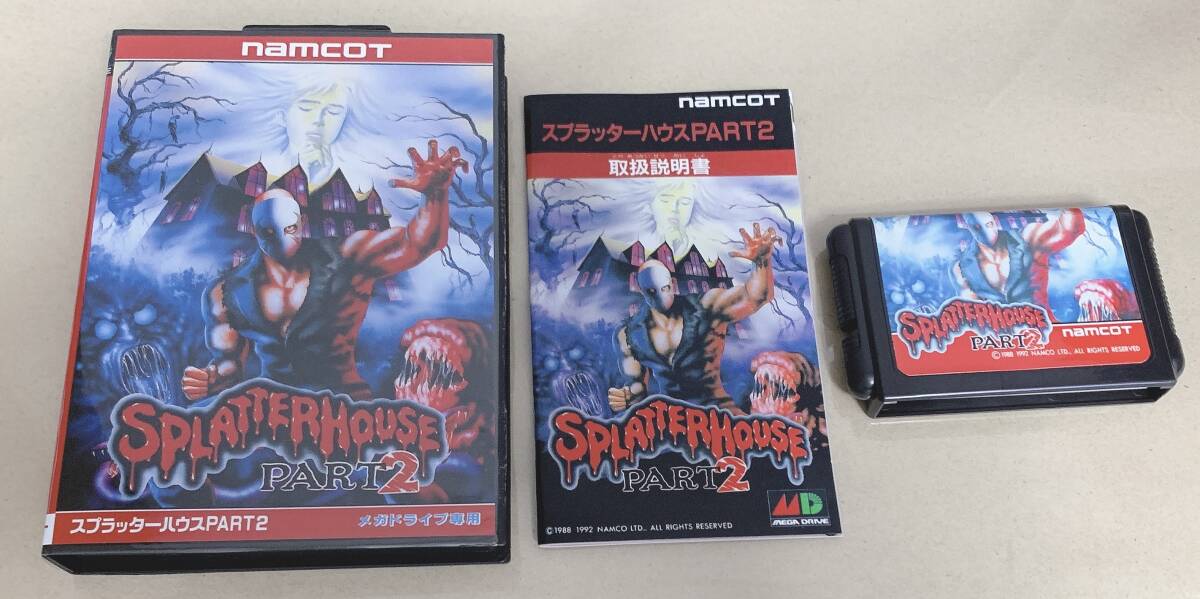 namcot
SPLATTERHOUSE
PART2
スプラッターハウスPART2
メガドライブ専用
namcot
スプラッターハウスPART2
取扱説明書
SPLATTERHOUSE
PART2
©1988 1992 NAMCO LTD., ALL RIGHTS RESERVED
MD
MEGA DRIVE
SPLATTERHOUSE
PART2
namcot
©1988 1992 NAMCO LTD., ALL RIGHTS RESERVED